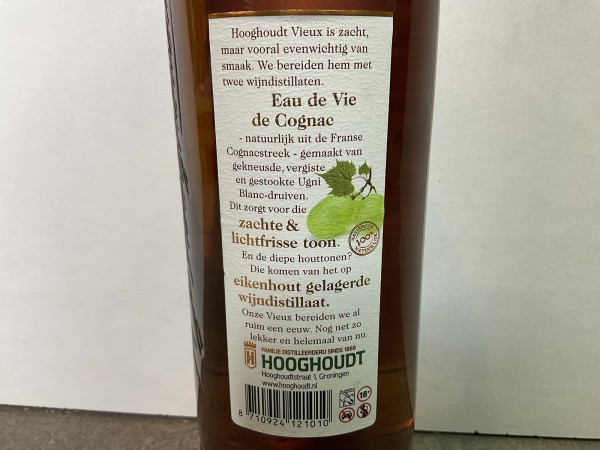 Hooghoudt Vieux is zacht,
maar vooral evenwichtig van
smaak. We bereiden hem met
twee wijndistillaten.
Eau de Vie
de Cognac
- natuurlijk uit de Franse
Cognacstreek - gemaakt van
gekneusde, vergiste
en gestookte Ugni
Blanc-druiven.
Dit zorgt voor die
zachte &
lichtfrisse toon.
100%
En de diepe houttonen?
Die komen van het op
eikenhout gelagerde
wijndistillaat.
Onze Vieux bereiden we al
ruim een eeuw. Nog net zo
lekker en helemaal van nu.
FAMILIE DISTILLEERDERIJ SINDS 1888
H HOOGHOUDT
Hooghoudtstraat 1, Groningen
www.hooghoudt.nl
18+
8 710924 121010